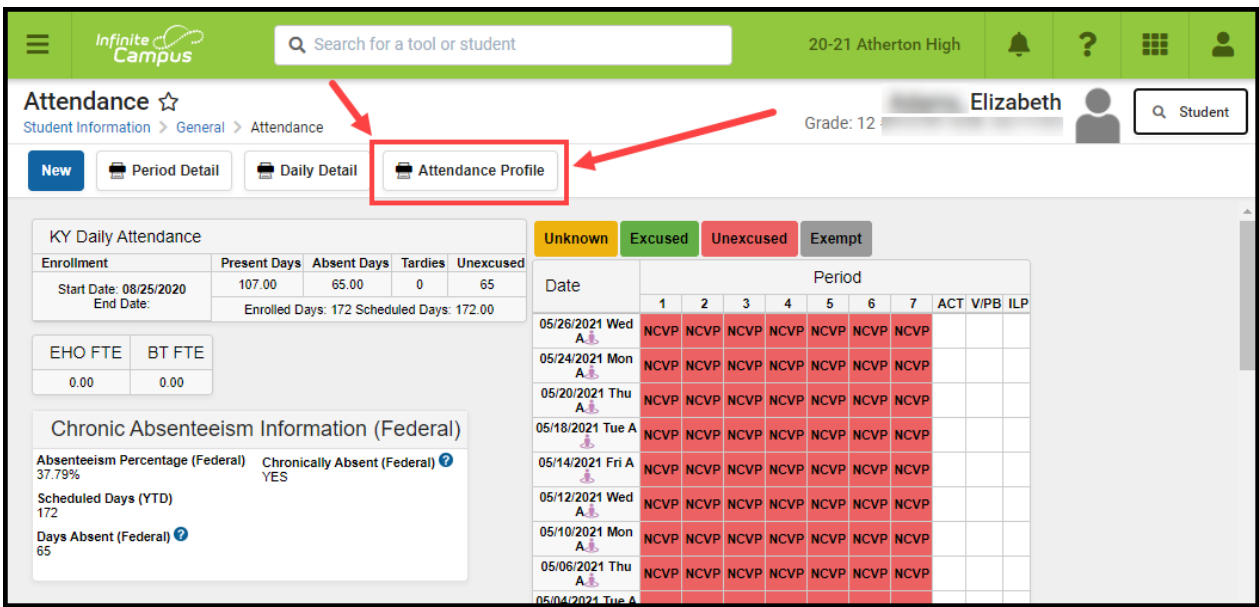 Infinite
Campus
Search for a tool or student
20-21 Atherton High
?
Attendance
Elizabeth
Student Information > General > Attendance
Grade: 12
Student
New
Period Detail
Daily Detail
Attendance Profile
KY Daily Attendance
Enrollment Present Days Absent Days Tardies Unexcused
Start Date: 08/25/2020
End Date:
107.00 65.00 0 65
Enrolled Days: 172 Scheduled Days: 172.00
EHO FTE BT FTE
0.00 0.00
Chronic Absenteeism Information (Federal)
Absenteeism Percentage (Federal)
37.79%
Chronically Absent (Federal) ?
YES
Scheduled Days (YTD)
172
Days Absent (Federal) ?
65
Unknown Excused Unexcused Exempt
Date Period
1 2 3 4 5 6 7 ACT V/PB ILP
05/26/2021 Wed
A NCVP NCVP NCVP NCVP NCVP NCVP NCVP
05/24/2021 Mon
A NCVP NCVP NCVP NCVP NCVP NCVP NCVP
05/20/2021 Thu
A NCVP NCVP NCVP NCVP NCVP NCVP NCVP
05/18/2021 Tue A
NCVP NCVP NCVP NCVP NCVP NCVP NCVP
05/14/2021 Fri A
NCVP NCVP NCVP NCVP NCVP NCVP NCVP
05/12/2021 Wed
A NCVP NCVP NCVP NCVP NCVP NCVP NCVP
05/10/2021 Mon
A NCVP NCVP NCVP NCVP NCVP NCVP NCVP
05/06/2021 Thu
A NCVP NCVP NCVP NCVP NCVP NCVP NCVP
05/04/2021 Tue A